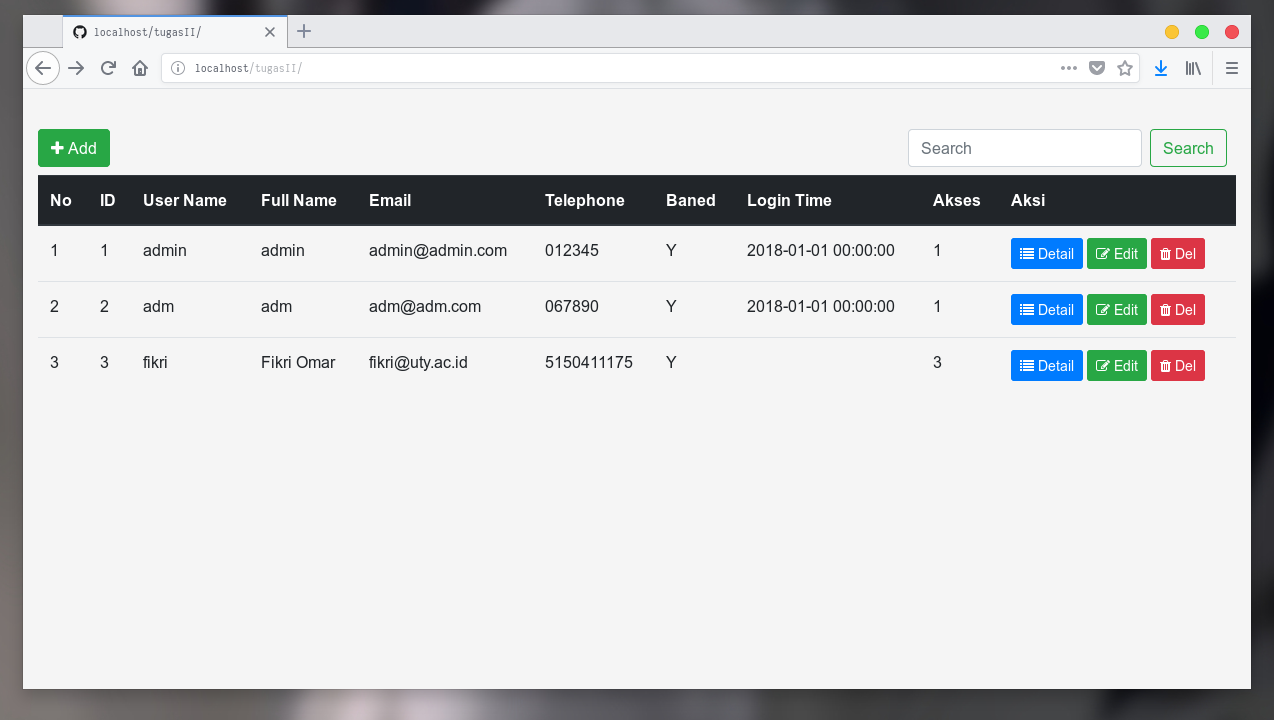 localhost/tugasII/
localhost/tugasII/
Add
Search
Search
No ID User Name Full Name Email Telephone Baned Login Time Akses Aksi
1 1 admin admin admin@admin.com 012345 Y 2018-01-01 00:00:00 1 Detail Edit Del
2 2 adm adm adm@adm.com 067890 Y 2018-01-01 00:00:00 1 Detail Edit Del
3 3 fikri Fikri Omar fikri@uty.ac.id 5150411175 Y 3 Detail Edit Del